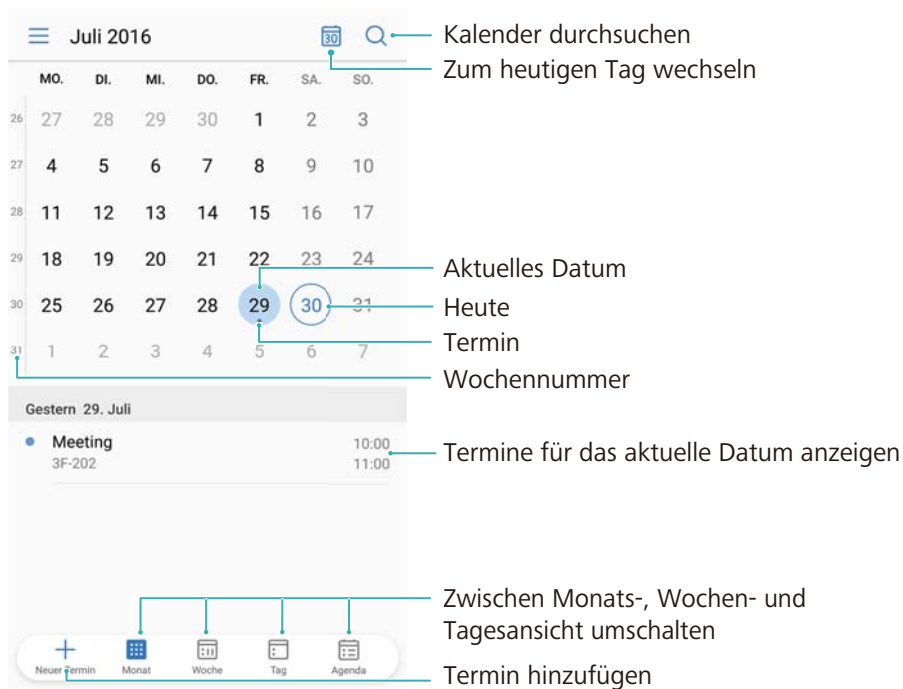 Juli 2016
30
Kalender durchsuchen
Zum heutigen Tag wechseln
MO. DI. MI. DO. FR. SA. SO.
26 27 28 29 30 1 2 3
27 4 5 6 7 8 9 10
28 11 12 13 14 15 16 17
29 18 19 20 21 22 23 24
Aktuelles Datum
30 25 26 27 28 29 30 31
Heute
Termin
31 1 2 3 4 5 6 7
Wochennummer
Gestern 29. Juli
Meeting 10:00
3F-202 11:00
Termine für das aktuelle Datum anzeigen
Zwischen Monats-, Wochen- und
Tagesansicht umschalten
Neuer Termin Monat Woche Tag Agenda
Termin hinzufügen